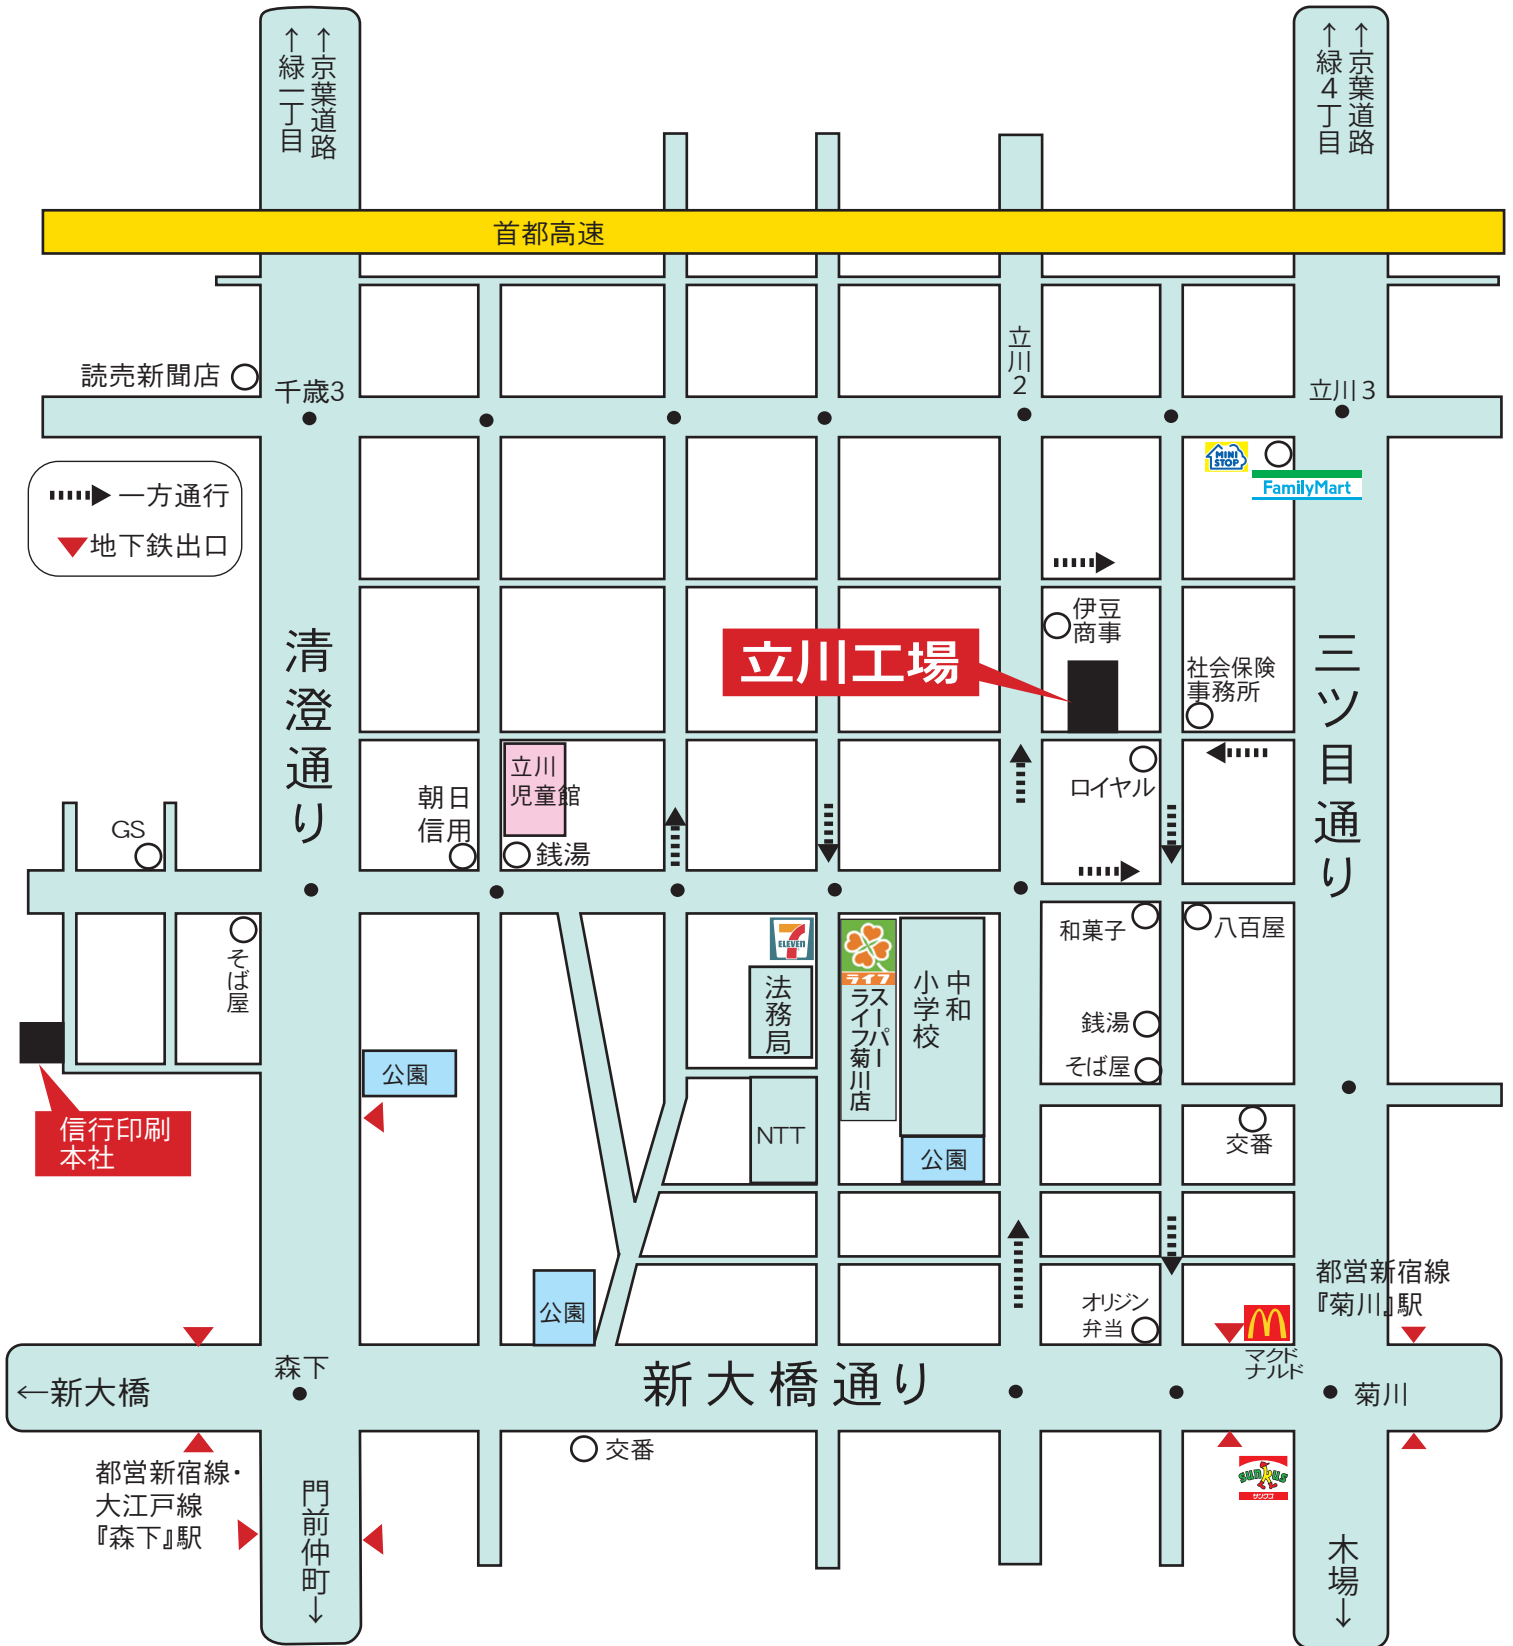 ↑京葉道路
↑緑一丁目
↑京葉道路
↑緑4丁目
首都高速
立川2
読売新聞店
千歳3
立川3
MINI
STOP
FamilyMart
一方通行
地下鉄出口
伊豆
商事
清澄通り
立川工場
三ツ目通り
社会保険
事務所
立川
児童館
ロイヤル
朝日
信用
GS
銭湯
7
ELEVEN
ライフ
和菓子
八百屋
そば屋
法務局
スーパー
ライフ菊川店
中和
小学校
銭湯
そば屋
公園
信行印刷
本社
NTT
公園
交番
都営新宿線
『菊川』駅
公園
オリジン
弁当
マクド
ナルド
森下
新大橋通り
←新大橋
菊川
交番
都営新宿線・
大江戸線
『森下』駅
sunkus
サンクス
門前仲町→
木場→